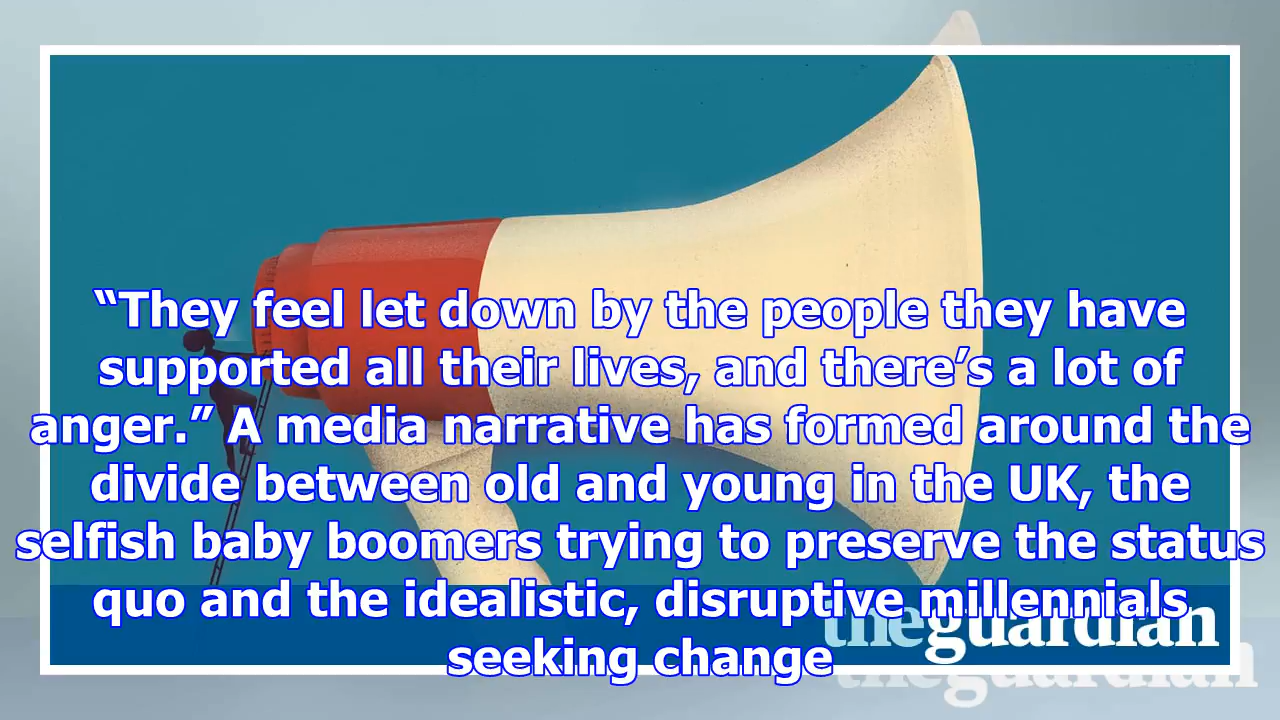 “They feel let down by the people they have
supported all their lives, and there’s a lot of
anger.” A media narrative has formed around the
divide between old and young in the UK, the
selfish baby boomers trying to preserve the status
quo and the idealistic, disruptive millennials
seeking change
theguardian
theguardian